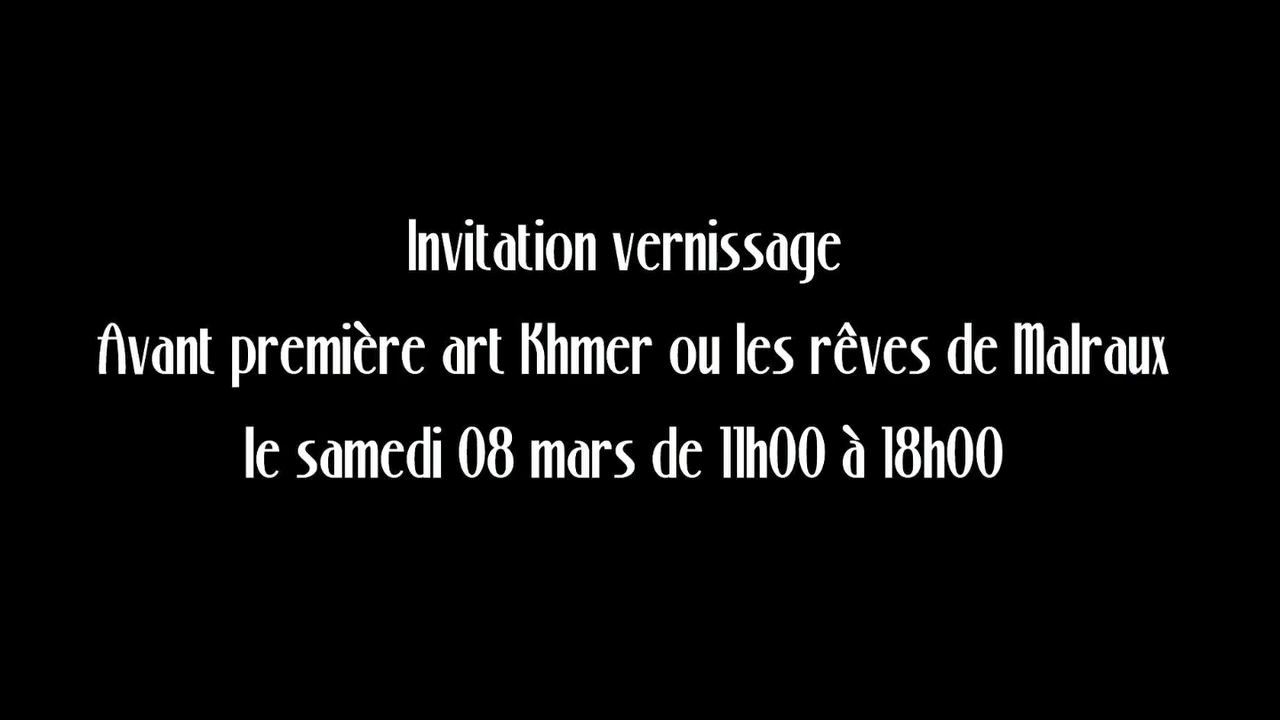 Invitation vernissage
Avant première art Khmer ou les rêves de Malraux
le samedi 08 mars de 11h00 à 18h00